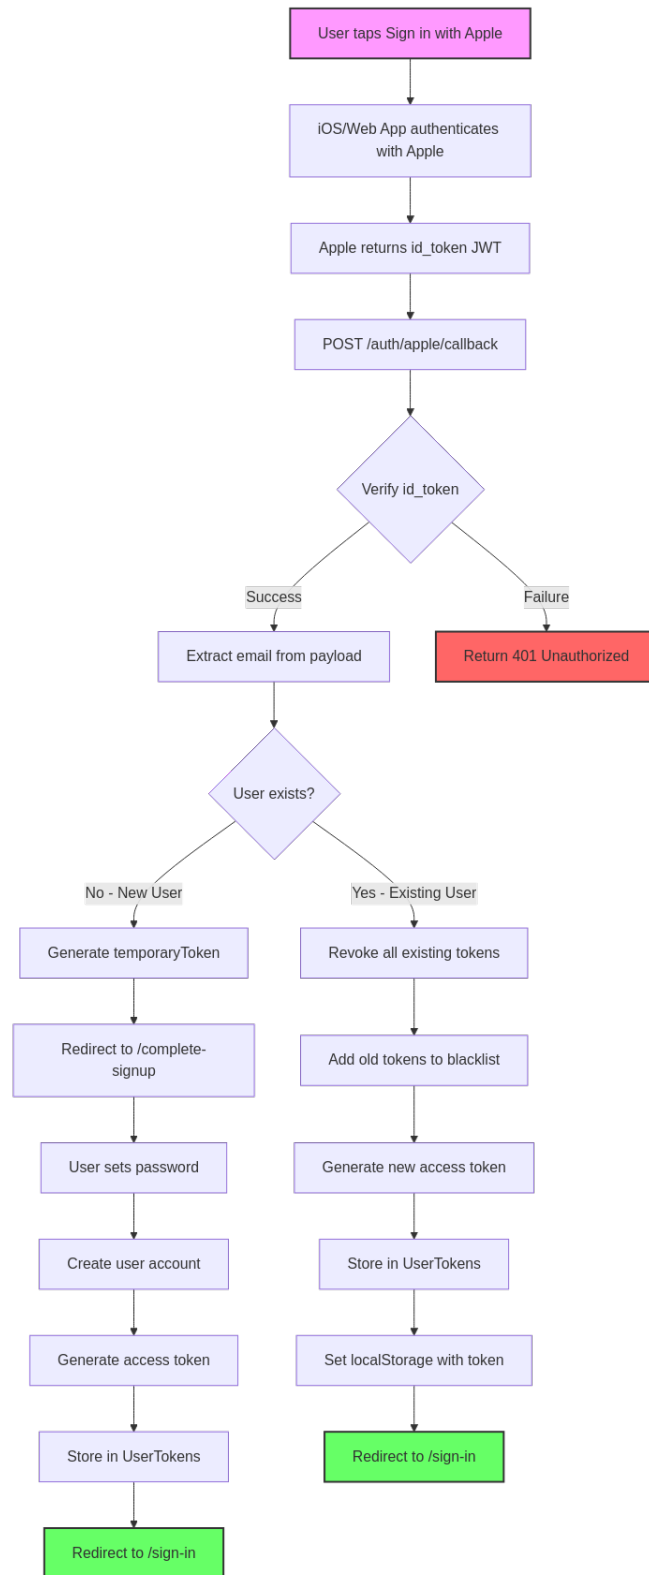 User taps Sign in with Apple
iOS/Web App authenticates
with Apple
Apple returns id_token JWT
POST /auth/apple/callback
Verify id_token
Success
Failure
Extract email from payload
Return 401 Unauthorized
User exists?
No - New User
Yes - Existing User
Generate temporaryToken
Revoke all existing tokens
Redirect to /complete-
signup
Add old tokens to blacklist
User sets password
Generate new access token
Create user account
Store in UserTokens
Generate access token
Set localStorage with token
Store in UserTokens
Redirect to /sign-in
Redirect to /sign-in